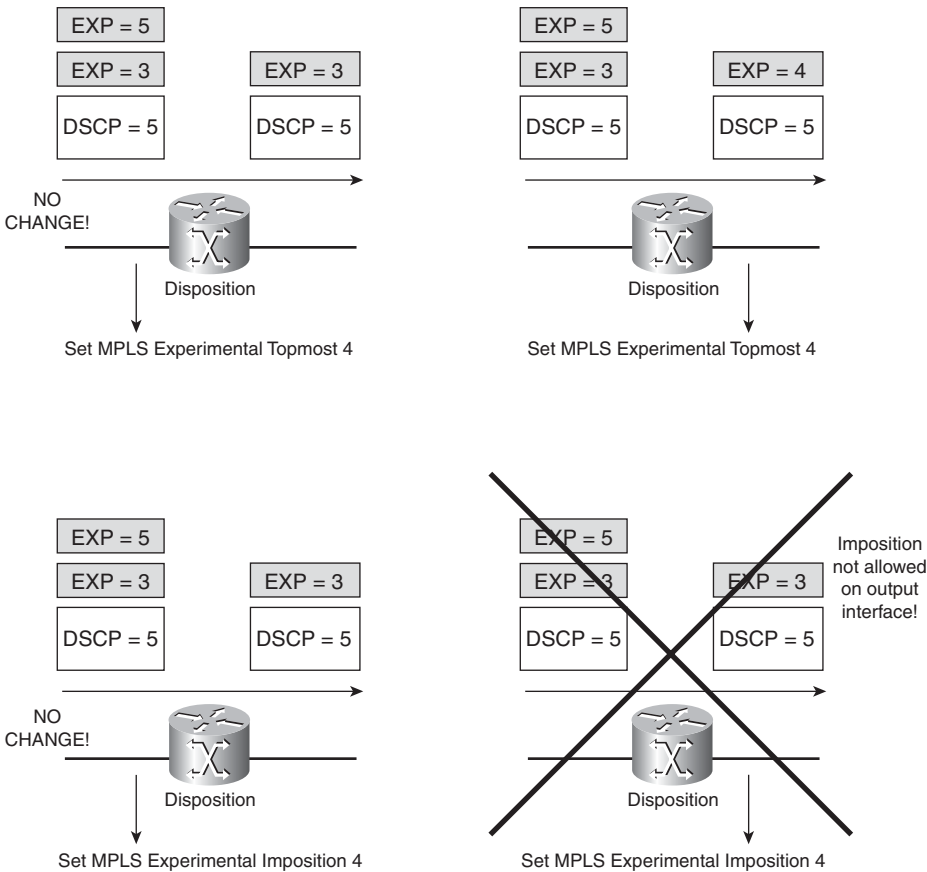 EXP = 5
EXP = 3
EXP = 3
DSCP = 5
DSCP = 5
NO
CHANGE!
Disposition
Set MPLS Experimental Topmost 4
EXP = 5
EXP = 3
EXP = 4
DSCP = 5
DSCP = 5
Disposition
Set MPLS Experimental Topmost 4
EXP = 5
EXP = 3
EXP = 3
DSCP = 5
DSCP = 5
NO
CHANGE!
Disposition
Set MPLS Experimental Imposition 4
EXP = 5
EXP = 3
EXP = 3
DSCP = 5
DSCP = 5
Imposition
not allowed
on output
interface!
Disposition
Set MPLS Experimental Imposition 4